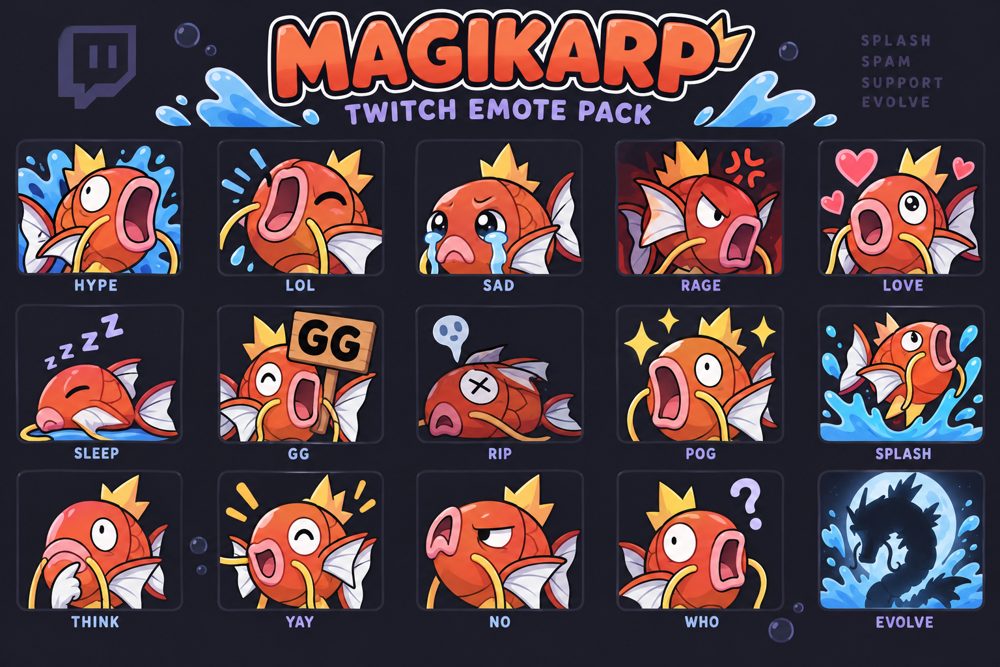 MAGIKARP
TWITCH EMOTE PACK
SPLASH
SPAM
SUPPORT
EVOLVE
HYPE
LOL
SAD
RAGE
LOVE
z z z z
SLEEP
GG
GG
RIP
POG
SPLASH
?
THINK
YAY
NO
WHO
EVOLVE